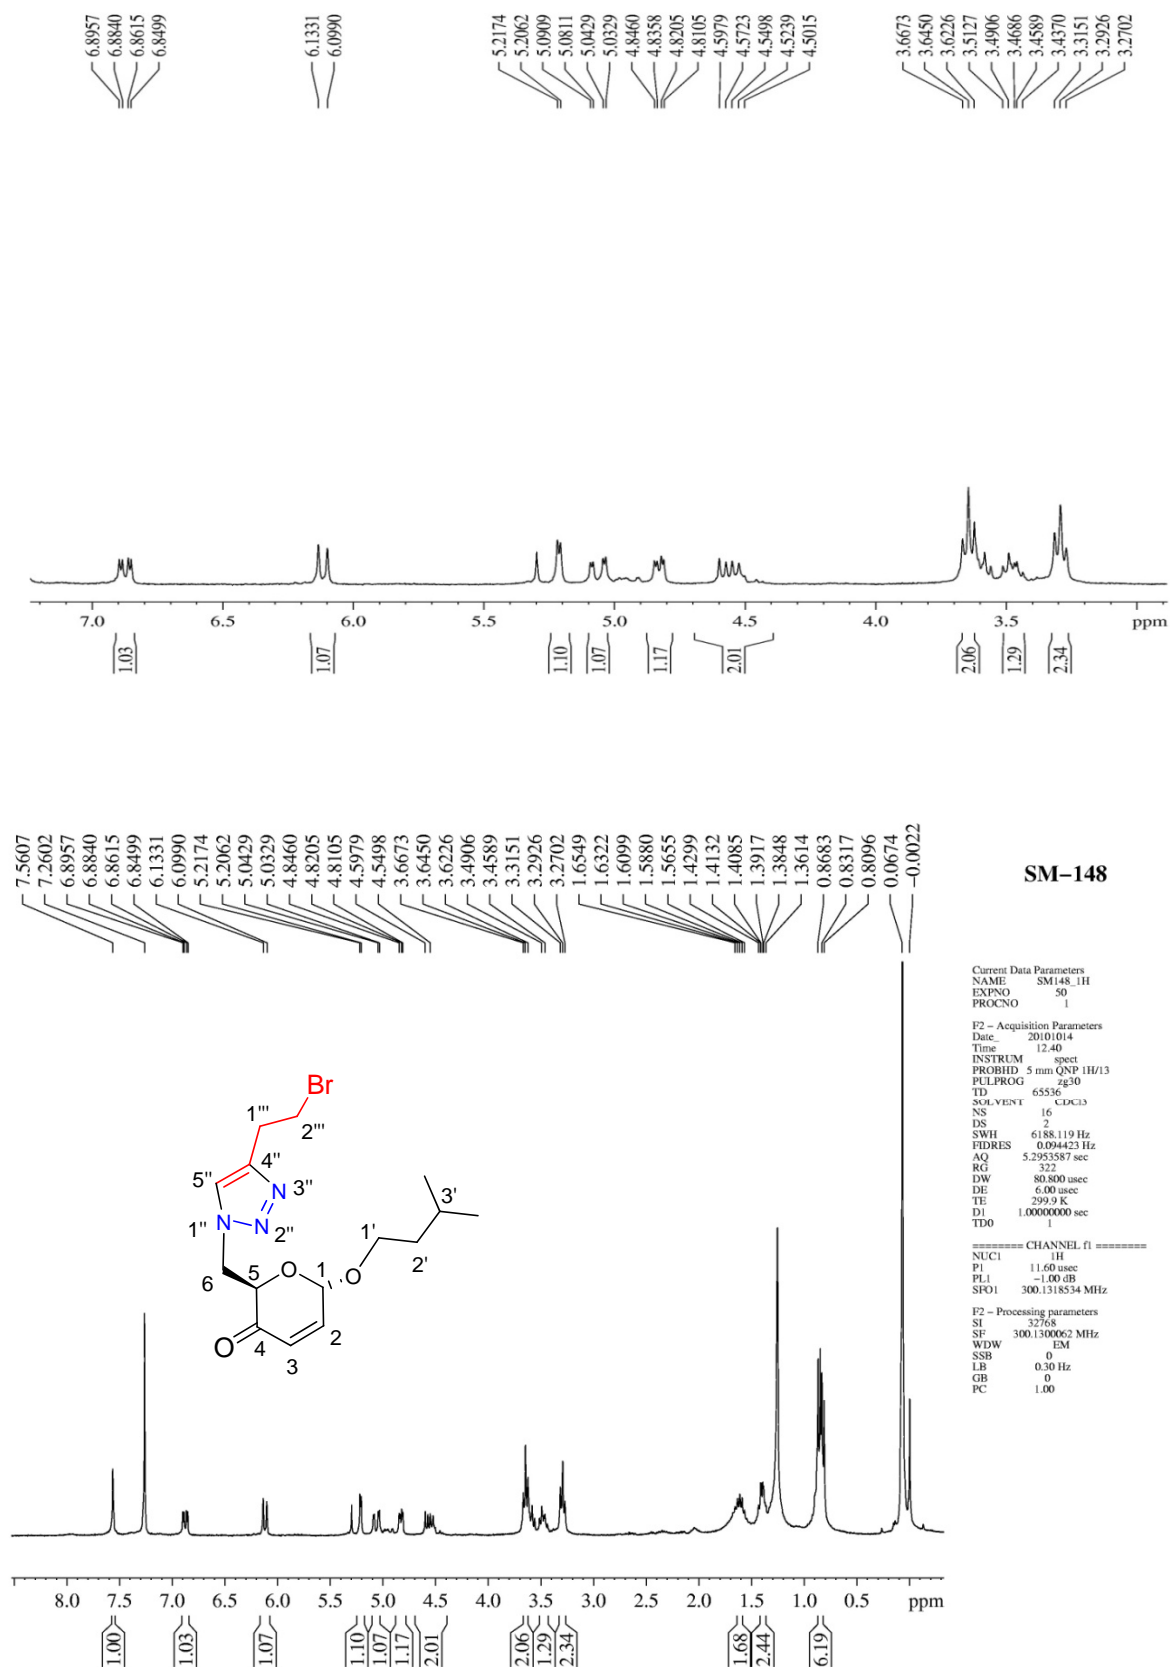 6.8957
6.8840
6.8615
6.8499
6.1331
6.0990
5.2174
5.2062
5.0909
5.0811
5.0429
5.0329
4.8460
4.8358
4.8205
4.8105
4.5979
4.5723
4.5498
4.5239
4.5015
3.6673
3.6450
3.6226
3.5127
3.4906
3.4686
3.4589
3.4370
3.3151
3.2926
3.2702
7.0 6.5 6.0 5.5 5.0 4.5 4.0 3.5 ppm
1.03 1.07 1.10 1.07 1.17 2.01 2.06 1.29 2.34
7.5607
7.2602
6.8957
6.8840
6.8615
6.8499
6.1331
6.0990
5.2174
5.2062
5.0429
5.0329
4.8460
4.8205
4.8105
4.5979
4.5498
3.6673
3.6450
3.6226
3.4906
3.4589
3.3151
3.2926
3.2702
1.6549
1.6322
1.6099
1.5880
1.5655
1.4299
1.4132
1.4085
1.3917
1.3848
1.3614
0.8683
0.8317
0.8096
0.0674
−0.0022
SM−148
Current Data Parameters
NAME SM148_1H
EXPNO 50
PROCNO 1
F2 − Acquisition Parameters
Date_ 20101014
Time 12.40
INSTRUM spect
PROBHD 5 mm QNP 1H/13
PULPROG zg30
TD 65536
SOLVENT CDCl3
NS 16
DS 2
SWH 6188.119 Hz
FIDRES 0.094423 Hz
AQ 5.2953587 sec
RG 322
DW 80.800 usec
DE 6.00 usec
TE 299.9 K
D1 1.00000000 sec
TD0 1
======== CHANNEL f1 ========
NUC1 1H
P1 11.60 usec
PL1 −1.00 dB
SFO1 300.1318534 MHz
F2 − Processing parameters
SI 32768
SF 300.1300062 MHz
WDW EM
SSB 0
LB 0.30 Hz
GB 0
PC 1.00
Br
1'''
2'''
4''
5''
N 3''
1'' N N 2''
3'
1'
2'
6 5 O 1 O
O 4 2
3
8.0 7.5 7.0 6.5 6.0 5.5 5.0 4.5 4.0 3.5 3.0 2.5 2.0 1.5 1.0 0.5 ppm
1.00 1.03 1.07 1.10 1.07 1.17 2.01 2.06 1.29 2.34 1.68 2.44 6.19